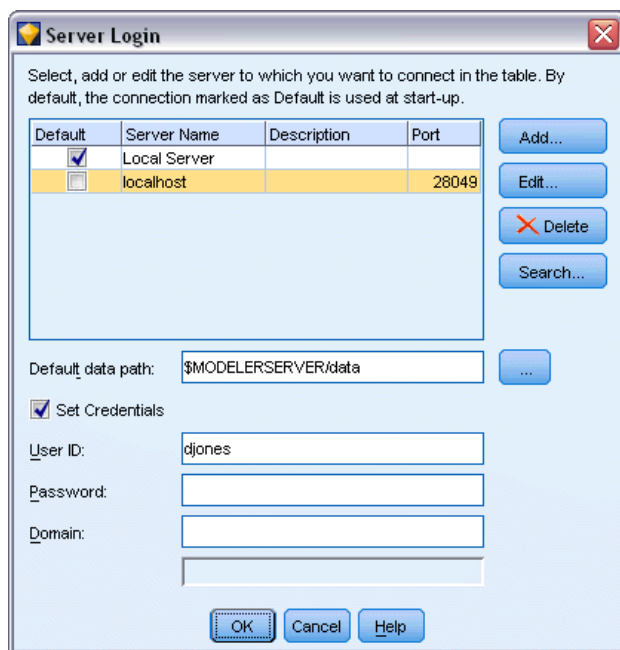 Server Login
Select, add or edit the server to which you want to connect in the table. By
default, the connection marked as Default is used at start-up.
Default Server Name Description Port
Local Server
localhost 28049
Add...
Edit...
Delete
Search...
Default data path: $MODELERSERVER/data ...
Set Credentials
User ID: djones
Password:
Domain:
OK Cancel Help